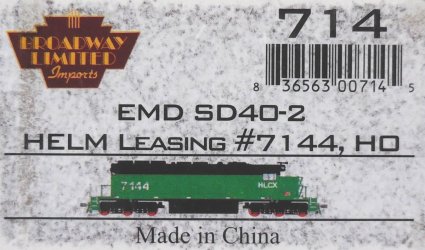 BROADWAY
LIMITED
Imports
714
8 36563 00714 5
EMD SD40-2
HELM LEASING #7144, HO
7144
HLCX
Made in China